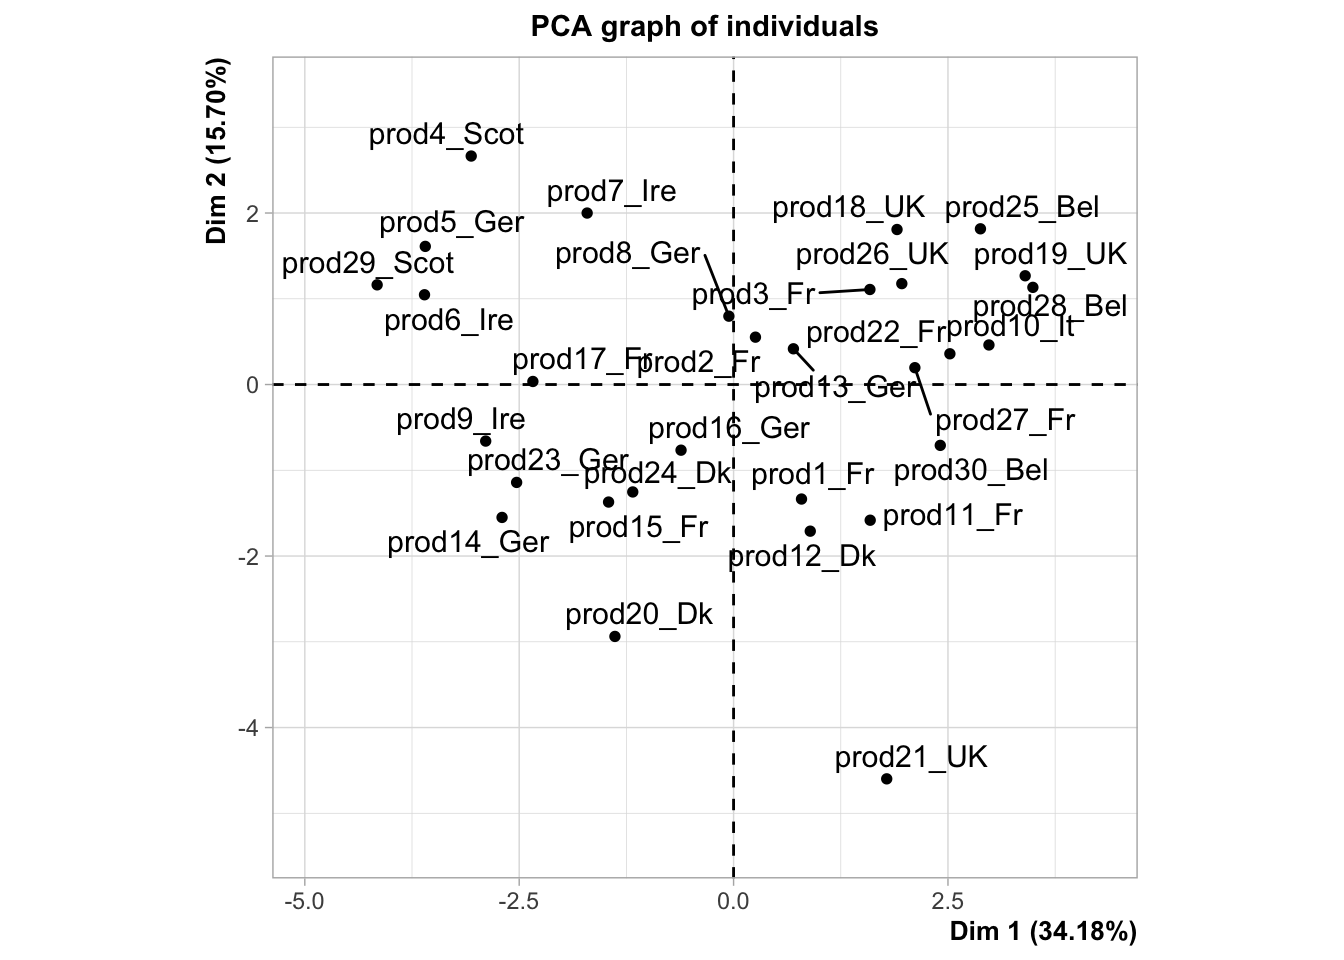 PCA graph of individuals
Dim 2 (15.70%)
prod4_Scot
prod7_Ire
prod18_UK
prod25_Bel
2
prod5_Ger
prod8_Ger
prod26_UK
prod19_UK
prod29_Scot
prod3_Fr
prod28_Bel
prod6_Ire
prod22_Fr
prod10_It
prod17_Fr
prod2_Fr
0
prod13_Ger
prod9_Ire
prod16_Ger
prod27_Fr
prod23_Ger
prod24_Dk
prod1_Fr
prod30_Bel
prod15_Fr
prod11_Fr
prod14_Ger
prod12_Dk
-2
prod20_Dk
-4
prod21_UK
-5.0
-2.5
0.0
2.5
Dim 1 (34.18%)